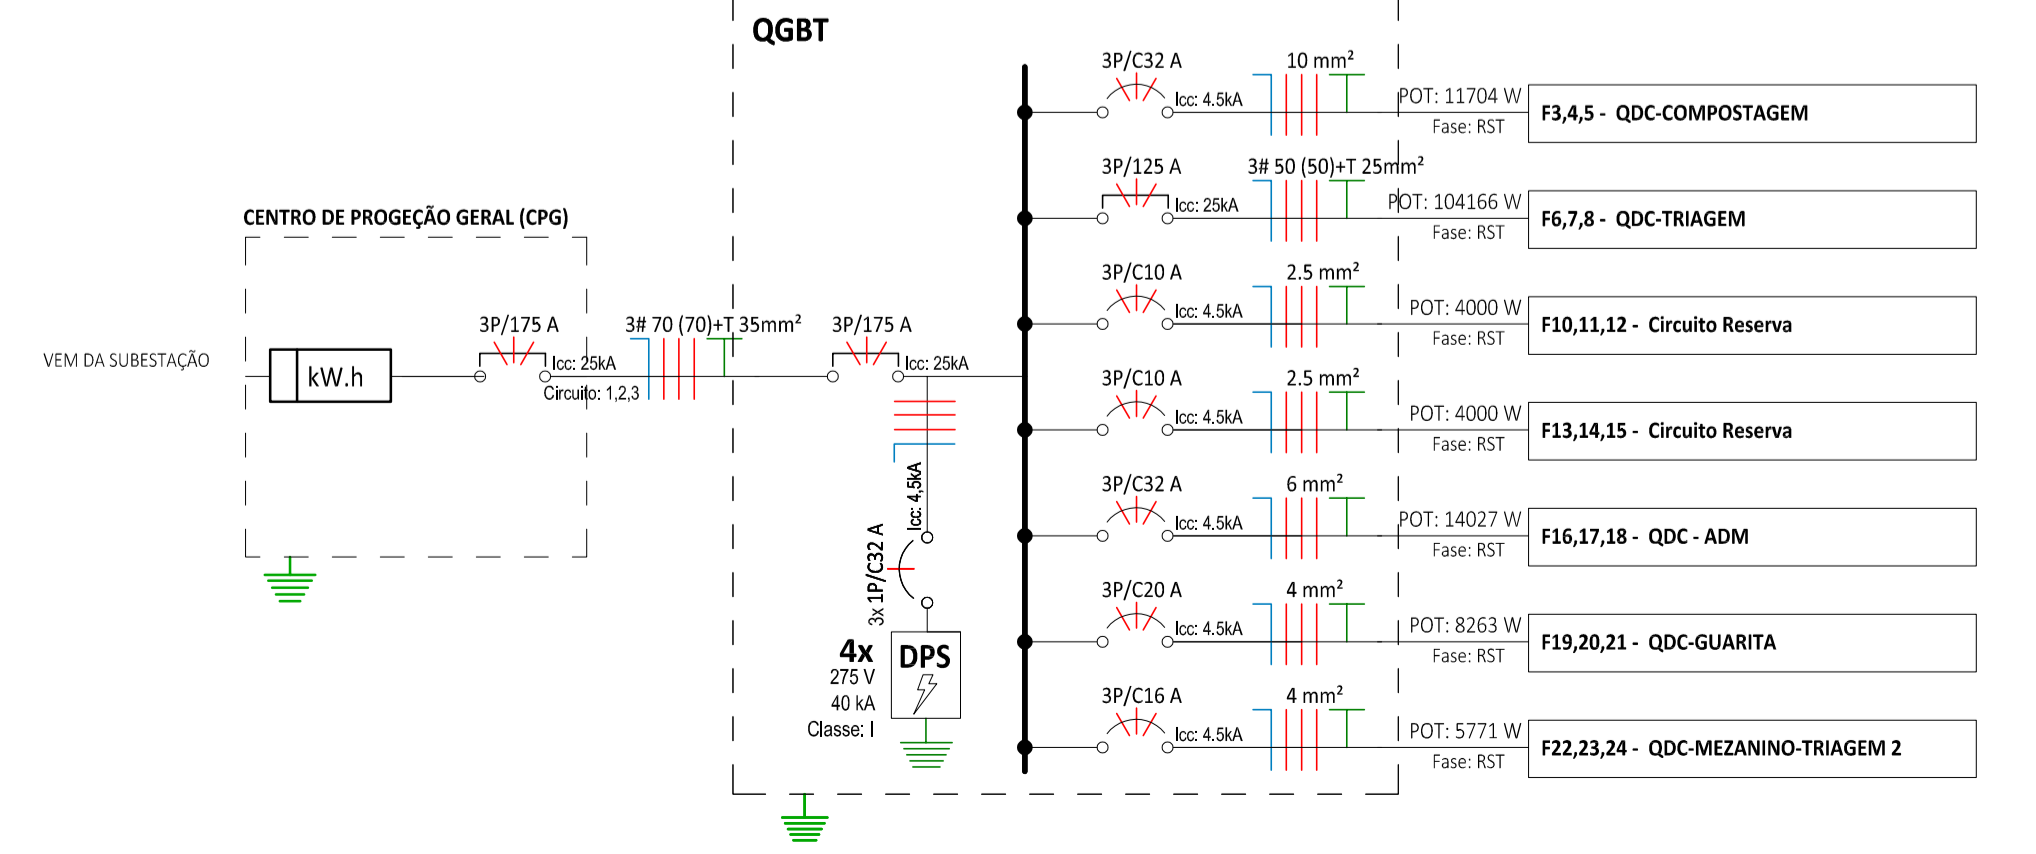 QGBT
3P/C32 A
10 mm²
Icc: 4.5kA
POT: 11704 W
Fase: RST
F3,4,5 - QDC-COMPOSTAGEM
3P/125 A
3# 50 (50)+T 25mm²
Icc: 25kA
POT: 104166 W
Fase: RST
F6,7,8 - QDC-TRIAGEM
CENTRO DE PROGEÇÃO GERAL (CPG)
3P/C10 A
2.5 mm²
Icc: 4.5kA
POT: 4000 W
Fase: RST
F10,11,12 - Circuito Reserva
VEM DA SUBESTAÇÃO
kW.h
3P/175 A
Icc: 25kA
Circuito: 1,2,3
3# 70 (70)+T 35mm²
3P/175 A
Icc: 25kA
3P/C10 A
2.5 mm²
Icc: 4.5kA
POT: 4000 W
Fase: RST
F13,14,15 - Circuito Reserva
3P/C32 A
6 mm²
Icc: 4.5kA
POT: 14027 W
Fase: RST
F16,17,18 - QDC - ADM
Icc: 4,5kA
3x 1P/C32 A
3P/C20 A
4 mm²
Icc: 4.5kA
POT: 8263 W
Fase: RST
F19,20,21 - QDC-GUARITA
4x
275 V
40 kA
Classe: I
DPS
3P/C16 A
4 mm²
Icc: 4.5kA
POT: 5771 W
Fase: RST
F22,23,24 - QDC-MEZANINO-TRIAGEM 2